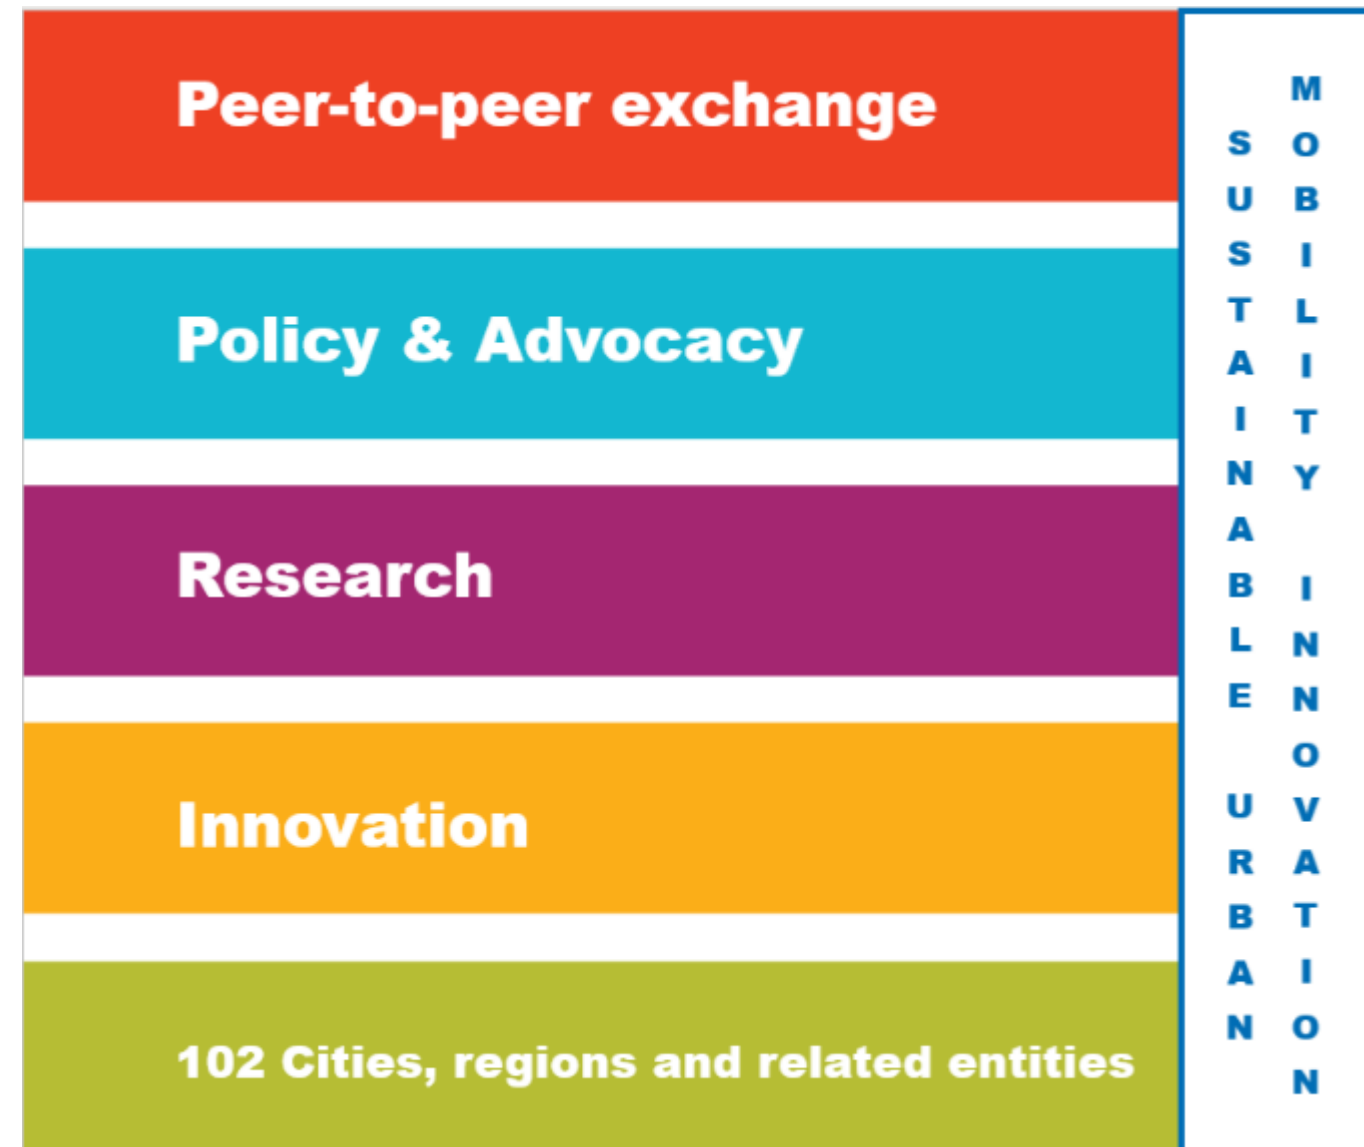 Peer-to-peer exchange
Policy & Advocacy
Research
Innovation
102 Cities, regions and related entities
SUSTAINABLE URBAN
MOBILITY INNOVATION